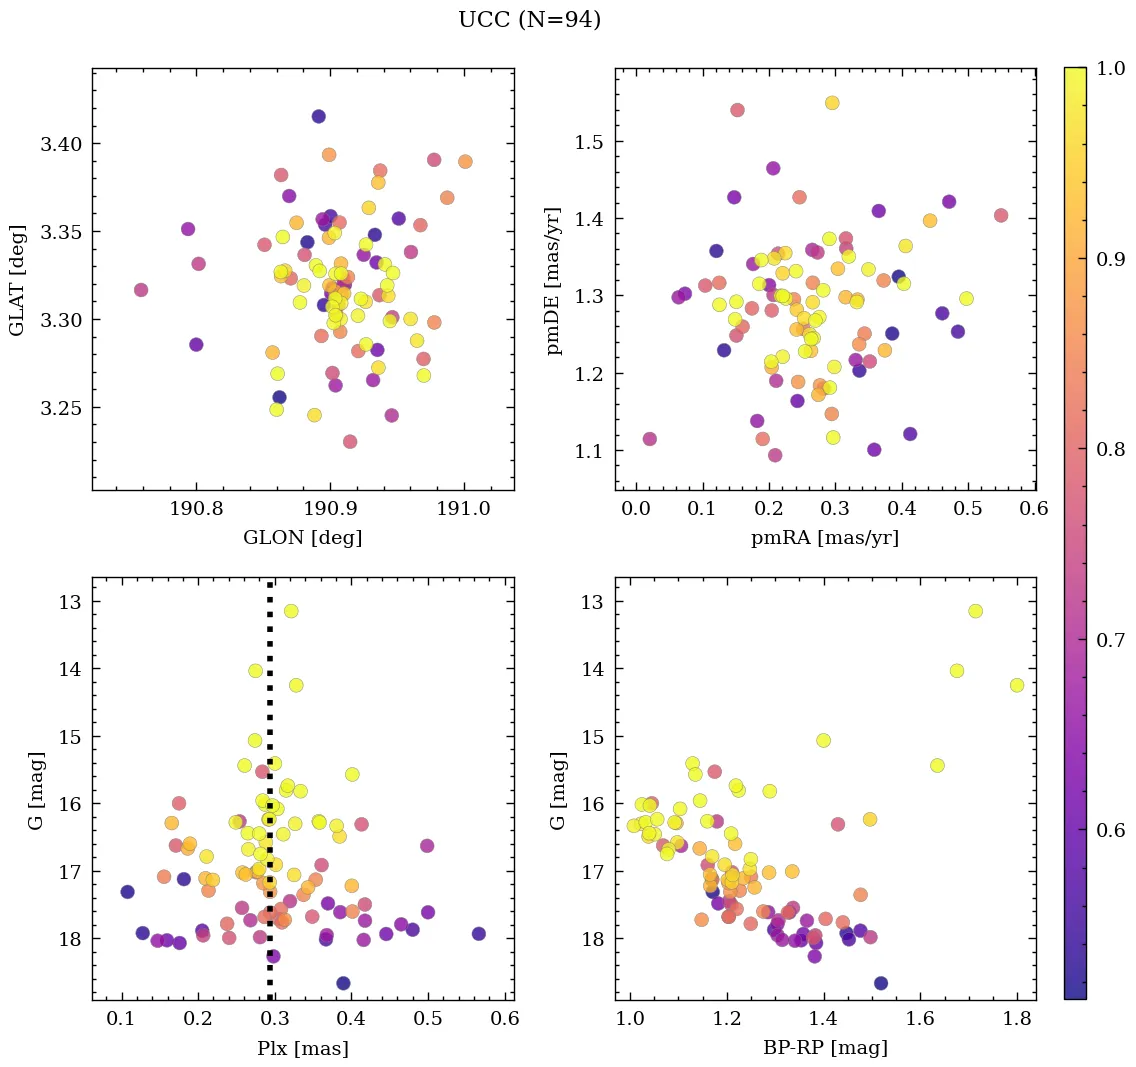 UCC (N=94)
3.40
3.35
3.30
3.25
GLAT [deg]
190.8 190.9 191.0
GLON [deg]
1.5
1.4
1.3
1.2
1.1
pmDE [mas/yr]
0.0 0.1 0.2 0.3 0.4 0.5 0.6
pmRA [mas/yr]
13
14
15
16
17
18
G [mag]
0.1 0.2 0.3 0.4 0.5 0.6
Plx [mas]
13
14
15
16
17
18
G [mag]
1.0 1.2 1.4 1.6 1.8
BP-RP [mag]
1.0
0.9
0.8
0.7
0.6